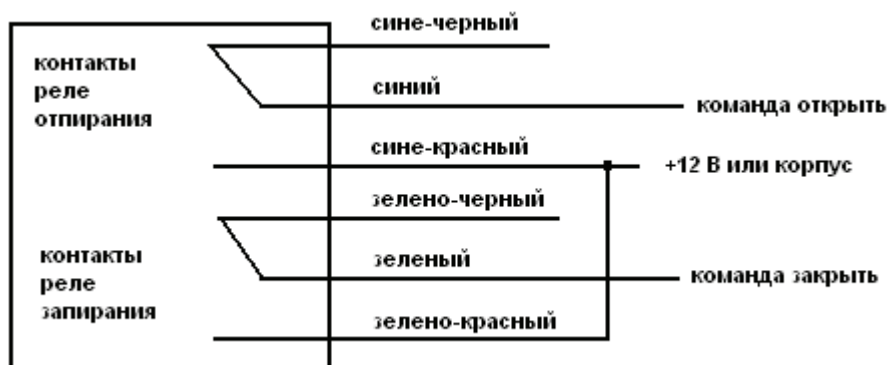 сине-черный
контакты
реле
отпирания
синий
команда открыть
сине-красный
+12 В или корпус
зелено-черный
контакты
реле
запирания
зеленый
команда закрыть
зелено-красный